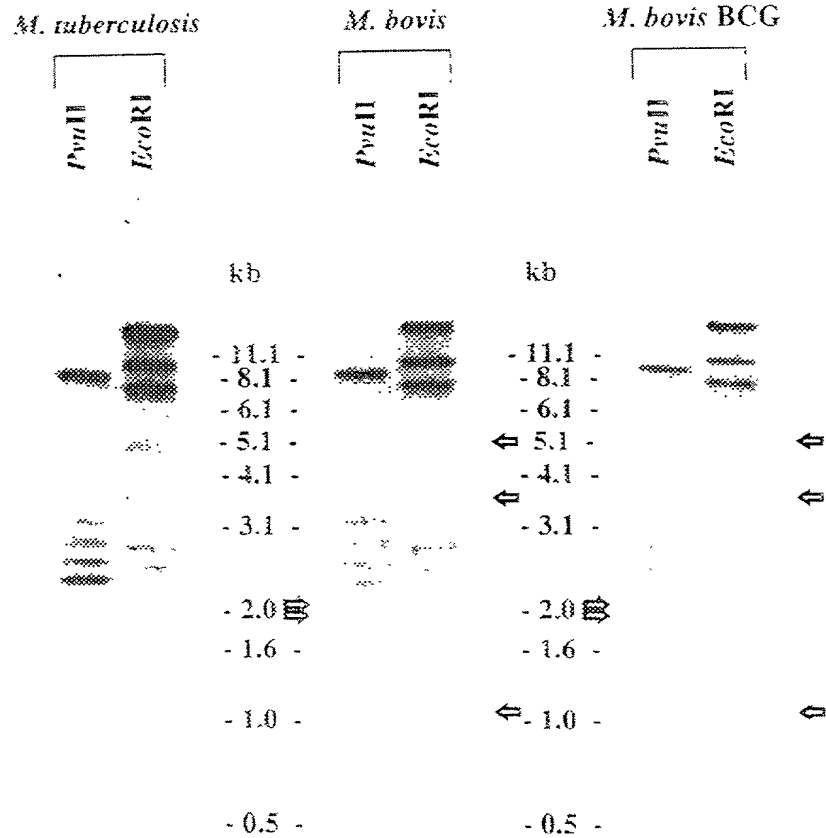 M. tuberculosis M. bovis M. bovis BCG
PvuII EcoRI PvuII EcoRI PvuII EcoRI
kb kb
- 11.1 - - 11.1 -
- 8.1 - - 8.1 -
- 6.1 - - 6.1 -
- 5.1 - - 5.1 -
- 4.1 - - 4.1 -
- 3.1 - - 3.1 -
- 2.0 - 2.0
- 1.6 - - 1.6 -
- 1.0 - - 1.0 -
- 0.5 - - 0.5 -